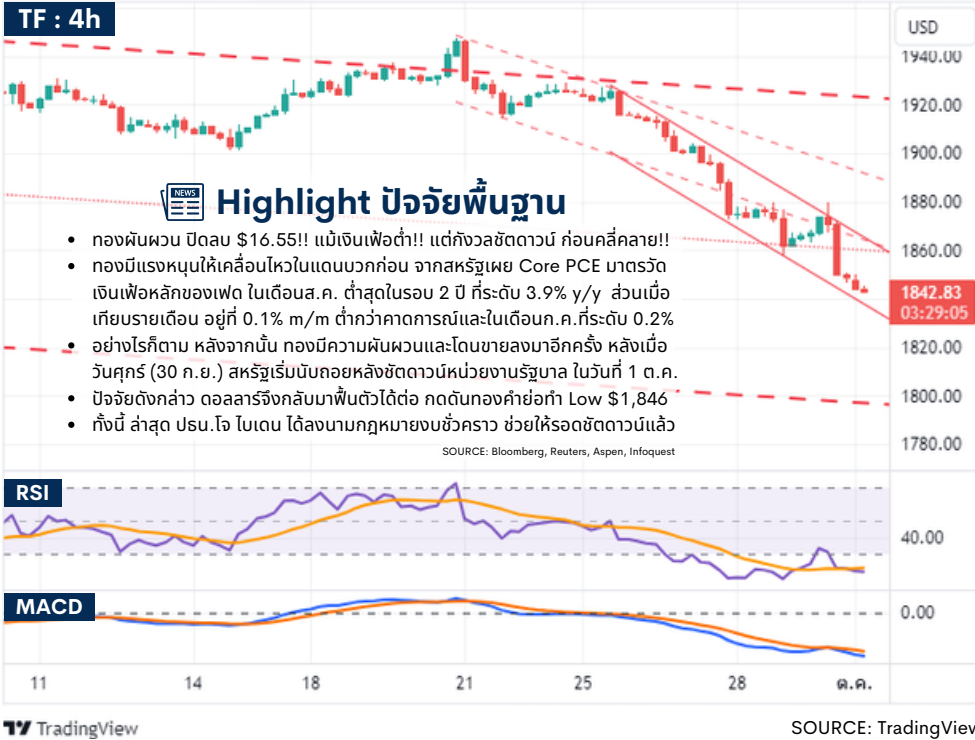 TF : 4h
USD
1940.00
1920.00
1900.00
1880.00
1860.00
1842.83
03:29:05
1820.00
1800.00
1780.00
NEWS
Highlight ปัจจัยพื้นฐาน
• ทองผันผวน ปิดลบ $16.55!! แม้เงินเฟ้อต่ำ!! แต่กังวลชัตดาวน์ ก่อนคลี่คลาย!!
• ทองมีแรงหนุนให้เคลื่อนไหวในแดนบวกก่อน จากสหรัฐเผย Core PCE มาตรวัด
เงินเฟ้อหลักของเฟด ในเดือนส.ค. ต่ำสุดในรอบ 2 ปี ที่ระดับ 3.9% y/y ส่วนเมื่อ
เทียบรายเดือน อยู่ที่ 0.1% m/m ต่ำกว่าคาดการณ์และในเดือนก.ค.ที่ระดับ 0.2%
• อย่างไรก็ตาม หลังจากนั้น ทองมีความผันผวนและโดนขายลงมาอีกครั้ง หลังเมื่อ
วันศุกร์ (30 ก.ย.) สหรัฐเริ่มนับถอยหลังชัตดาวน์หน่วยงานรัฐบาล ในวันที่ 1 ต.ค.
• ปัจจัยดังกล่าว ดอลลาร์จึงกลับมาฟื้นตัวได้ต่อ กดดันทองคำย่อทำ Low $1,846
• ทั้งนี้ ล่าสุด ปธน.โจ ไบเดน ได้ลงนามกฎหมายงบชั่วคราว ช่วยให้รอดชัตดาวน์แล้ว
SOURCE: Bloomberg, Reuters, Aspen, Infoquest
RSI
40.00
MACD
0.00
11 14 18 21 25 28 ต.ค.
TradingView
SOURCE: TradingView